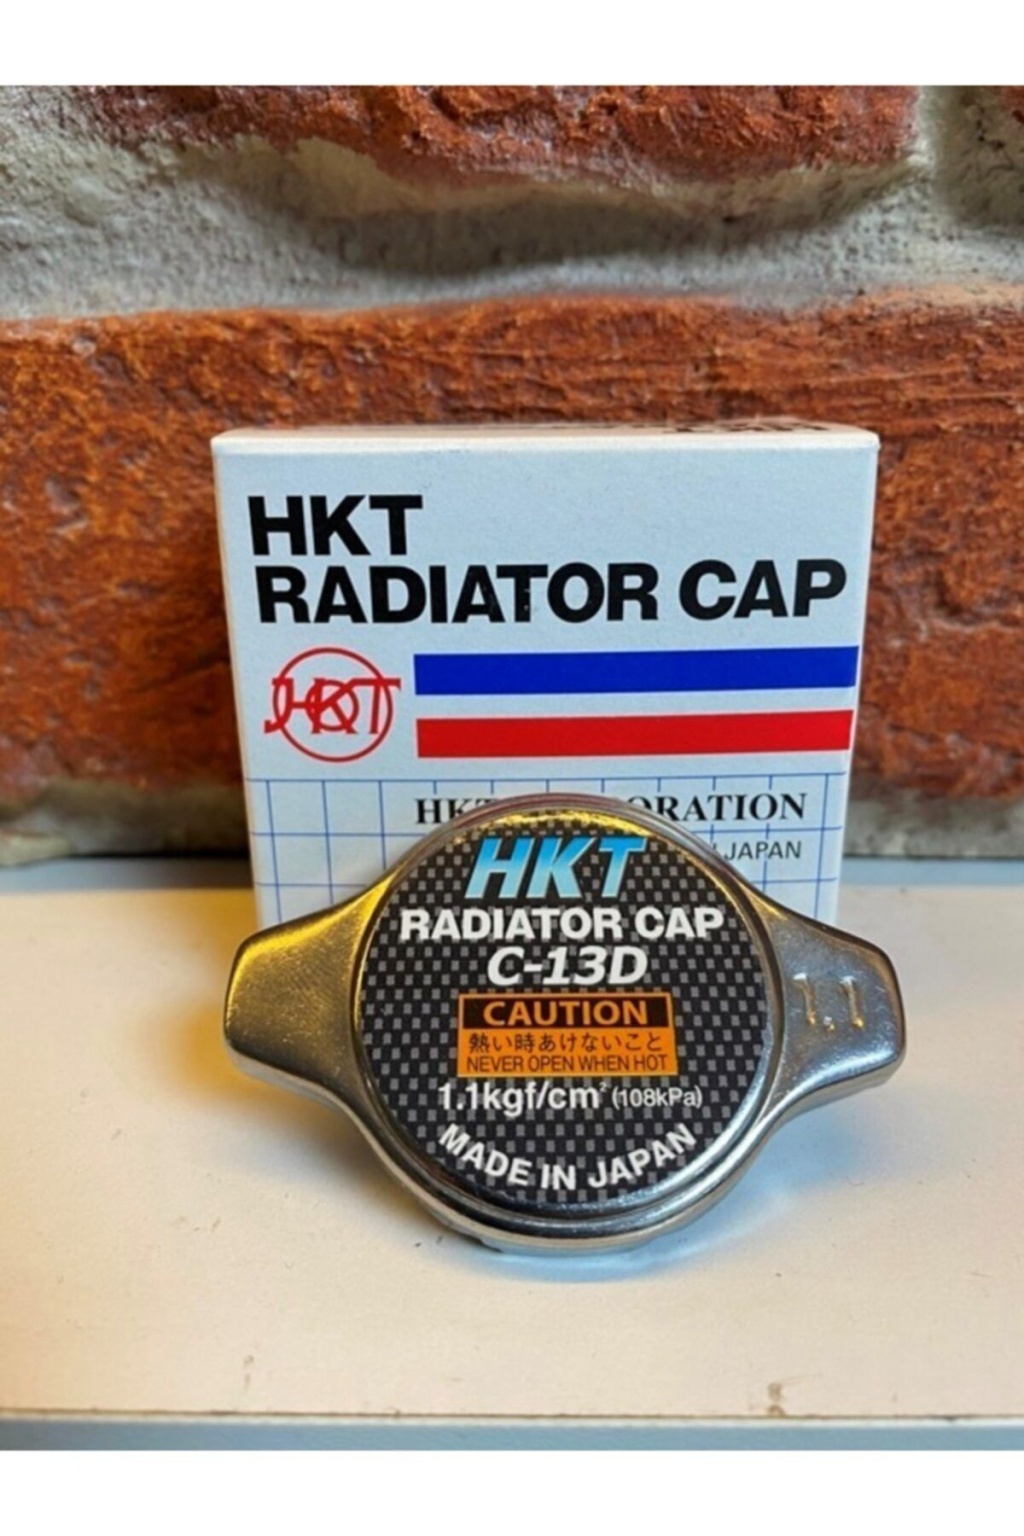 HKT
RADIATOR CAP
JHKT
HKT
ORATION
JAPAN
HKT
RADIATOR CAP
C-13D
CAUTION
熱い時あけないこと
NEVER OPEN WHEN HOT
1.1kgf/cm² (108kPa)
MADE IN JAPAN
1.1